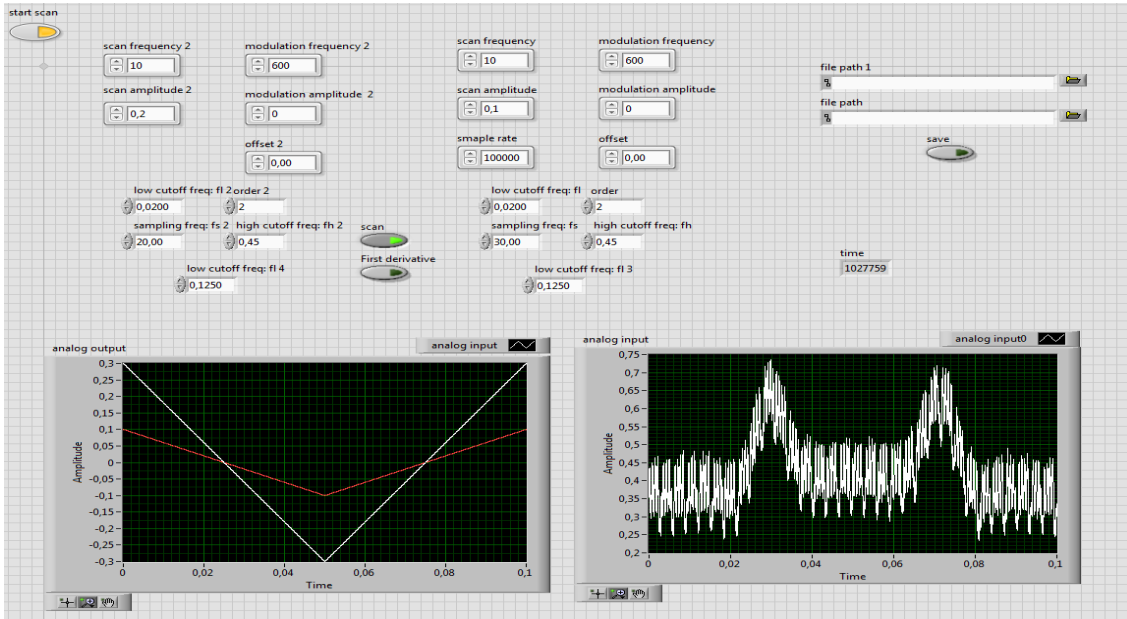 start scan
scan frequency 2
10
modulation frequency 2
600
scan frequency
10
modulation frequency
600
scan amplitude 2
0,2
modulation amplitude 2
0
scan amplitude
0,1
modulation amplitude
0
offset 2
0,00
smaple rate
100000
offset
0,00
file path 1
file path
save
low cutoff freq: fl 2
0,0200
order 2
2
sampling freq: fs 2
20,00
high cutoff freq: fh 2
0,45
scan
First derivative
low cutoff freq: fl 4
0,1250
low cutoff freq: fl
0,0200
order
2
sampling freq: fs
30,00
high cutoff freq: fh
0,45
low cutoff freq: fl 3
0,1250
time
1027759
analog output
analog input
Amplitude
0,3
0,25
0,2
0,15
0,1
0,05
0
-0,05
-0,1
-0,15
-0,2
-0,25
-0,3
0
0,02
0,04
0,06
0,08
0,1
Time
analog input
analog input0
Amplitude
0,75
0,7
0,65
0,6
0,55
0,5
0,45
0,4
0,35
0,3
0,25
0,2
0
0,02
0,04
0,06
0,08
0,1
Time